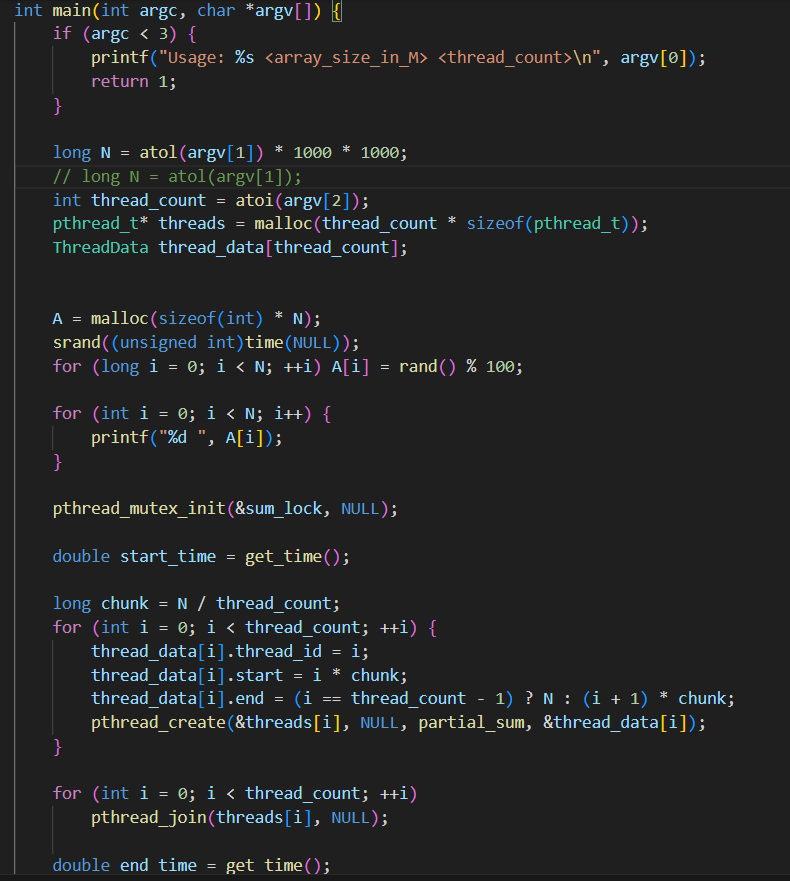 int main(int argc, char *argv[]) {
    if (argc < 3) {
        printf("Usage: %s <array_size_in_M> <thread_count>\n", argv[0]);
        return 1;
    }
    long N = atol(argv[1]) * 1000 * 1000;
    // long N = atol(argv[1]);
    int thread_count = atoi(argv[2]);
    pthread_t* threads = malloc(thread_count * sizeof(pthread_t));
    ThreadData thread_data[thread_count];
    A = malloc(sizeof(int) * N);
    srand((unsigned int)time(NULL));
    for (long i = 0; i < N; ++i) A[i] = rand() % 100;
    for (int i = 0; i < N; i++) {
        printf("%d ", A[i]);
    }
    pthread_mutex_init(&sum_lock, NULL);
    double start_time = get_time();
    long chunk = N / thread_count;
    for (int i = 0; i < thread_count; ++i) {
        thread_data[i].thread_id = i;
        thread_data[i].start = i * chunk;
        thread_data[i].end = (i == thread_count - 1) ? N : (i + 1) * chunk;
        pthread_create(&threads[i], NULL, partial_sum, &thread_data[i]);
    }
    for (int i = 0; i < thread_count; ++i)
        pthread_join(threads[i], NULL);
    double end_time = get_time();